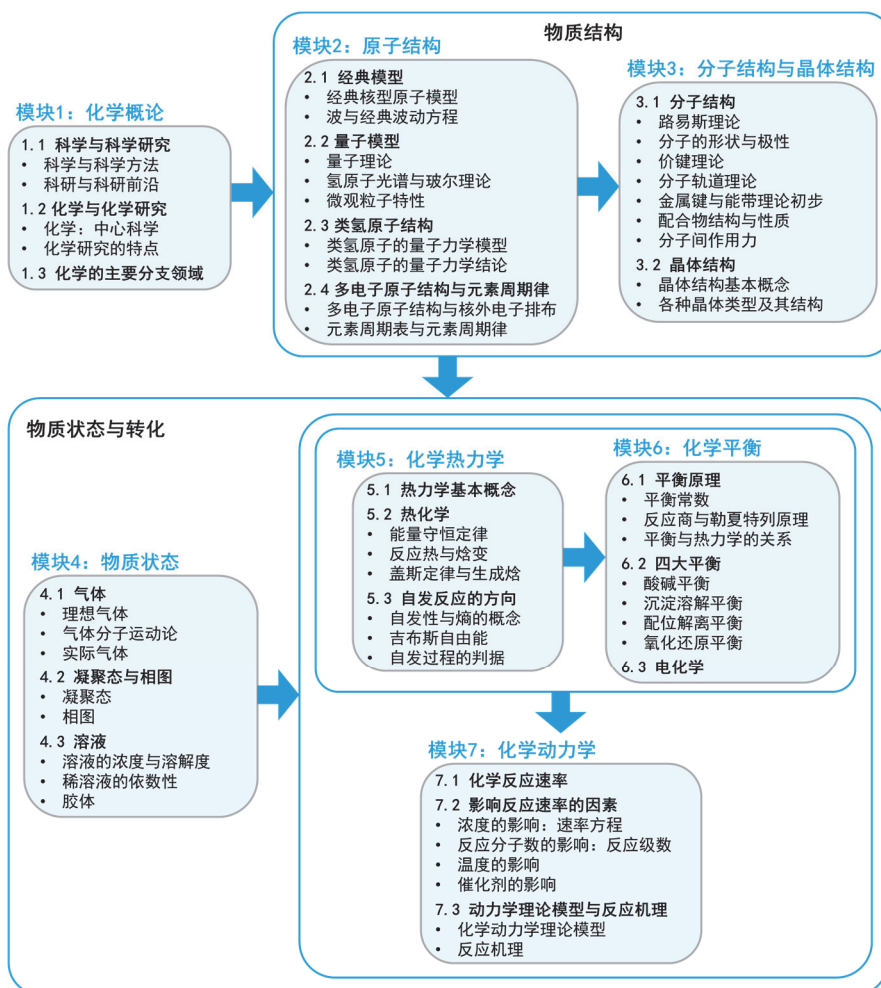 物质结构
模块1：化学概论
1.1 科学与科学研究
• 科学与科学方法
• 科研与科研前沿
1.2 化学与化学研究
• 化学：中心科学
• 化学研究的特点
1.3 化学的主要分支领域
模块2：原子结构
2.1 经典模型
• 经典核型原子模型
• 波与经典波动方程
2.2 量子模型
• 量子理论
• 氢原子光谱与玻尔理论
• 微观粒子特性
2.3 类氢原子结构
• 类氢原子的量子力学模型
• 类氢原子的量子力学结论
2.4 多电子原子结构与元素周期律
• 多电子原子结构与核外电子排布
• 元素周期表与元素周期律
模块3：分子结构与晶体结构
3.1 分子结构
• 路易斯理论
• 分子的形状与极性
• 价键理论
• 分子轨道理论
• 金属键与能带理论初步
• 配合物结构与性质
• 分子间作用力
3.2 晶体结构
• 晶体结构基本概念
• 各种晶体类型及其结构
物质状态与转化
模块4：物质状态
4.1 气体
• 理想气体
• 气体分子运动论
• 实际气体
4.2 凝聚态与相图
• 凝聚态
• 相图
4.3 溶液
• 溶液的浓度与溶解度
• 稀溶液的依数性
• 胶体
模块5：化学热力学
5.1 热力学基本概念
5.2 热化学
• 能量守恒定律
• 反应热与焓变
• 盖斯定律与生成焓
5.3 自发反应的方向
• 自发性与熵的概念
• 吉布斯自由能
• 自发过程的判据
模块6：化学平衡
6.1 平衡原理
• 平衡常数
• 反应商与勒夏特列原理
• 平衡与热力学的关系
6.2 四大平衡
• 酸碱平衡
• 沉淀溶解平衡
• 配位解离平衡
• 氧化还原平衡
6.3 电化学
模块7：化学动力学
7.1 化学反应速率
7.2 影响反应速率的因素
• 浓度的影响：速率方程
• 反应分子数的影响：反应级数
• 温度的影响
• 催化剂的影响
7.3 动力学理论模型与反应机理
• 化学动力学理论模型
• 反应机理